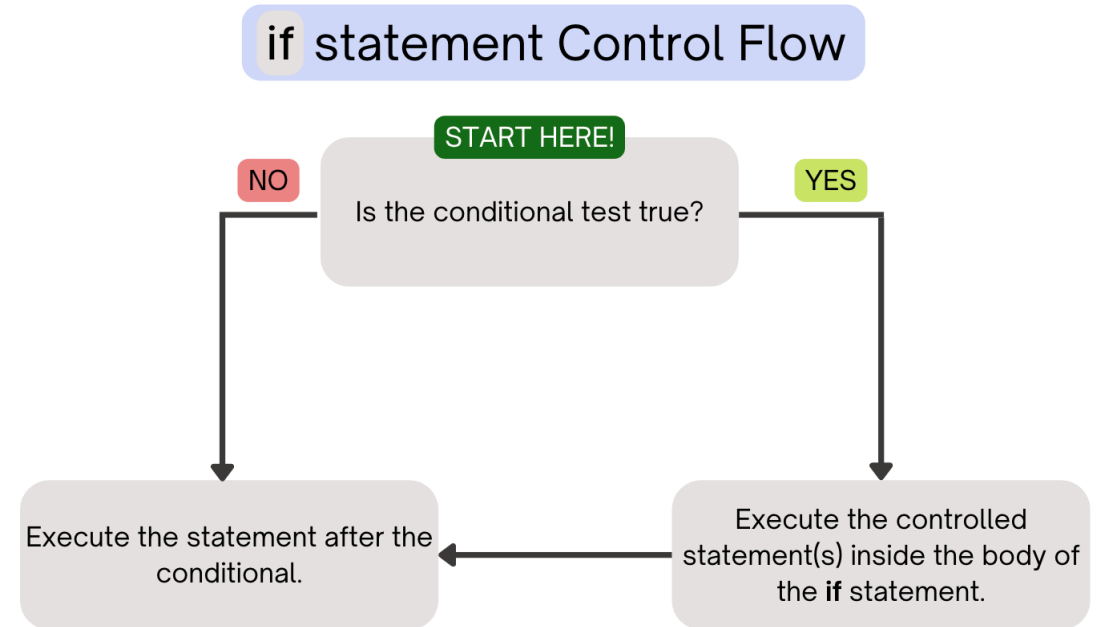 if statement Control Flow
START HERE!
NO
YES
Is the conditional test true?
Execute the statement after the
conditional.
Execute the controlled
statement(s) inside the body of
the if statement.